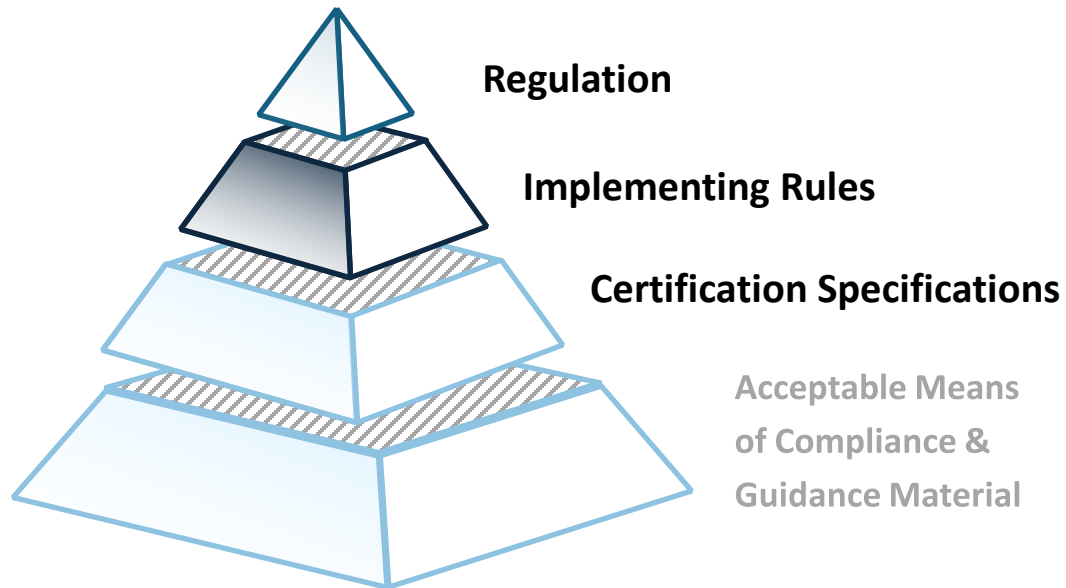 Regulation
Implementing Rules
Certification Specifications
Acceptable Means
of Compliance &
Guidance Material